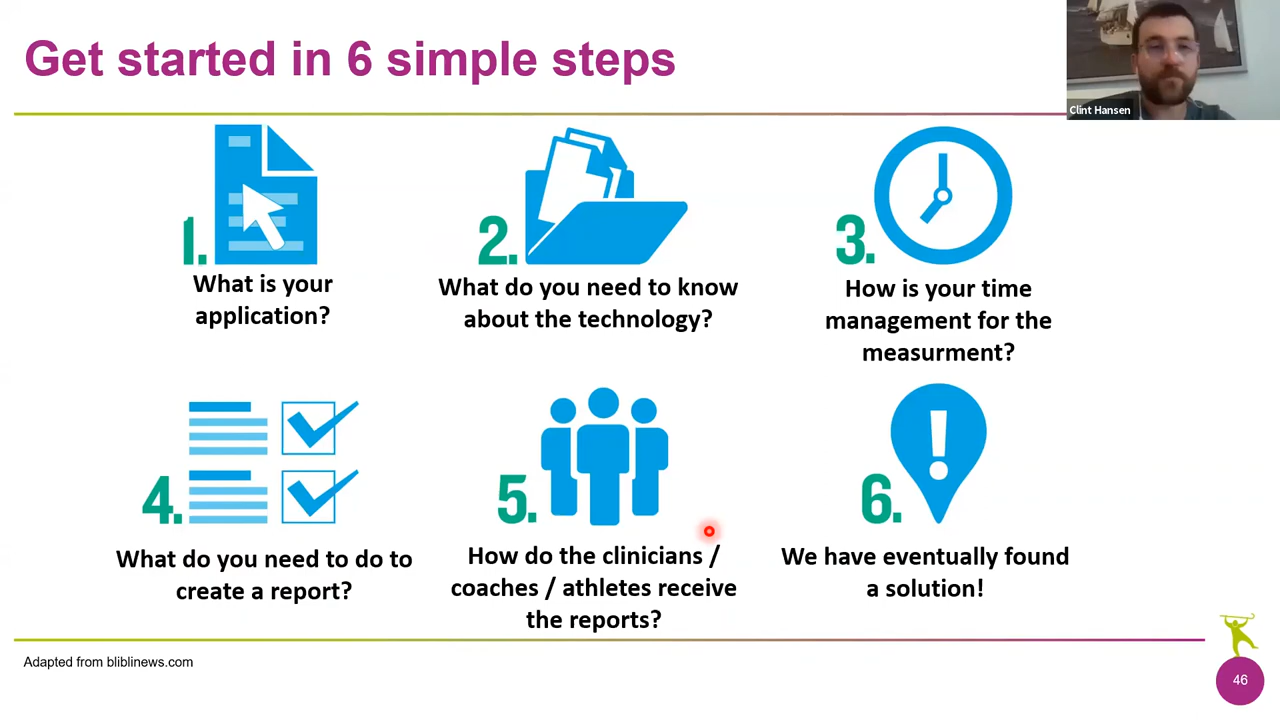 Get started in 6 simple steps
Clint Hansen
1.
What is your
application?
2.
What do you need to know
about the technology?
3.
How is your time
management for the
measurment?
4.
What do you need to do to
create a report?
5.
How do the clinicians /
coaches / athletes receive
the reports?
6.
We have eventually found
a solution!
Adapted from bliblinews.com
46